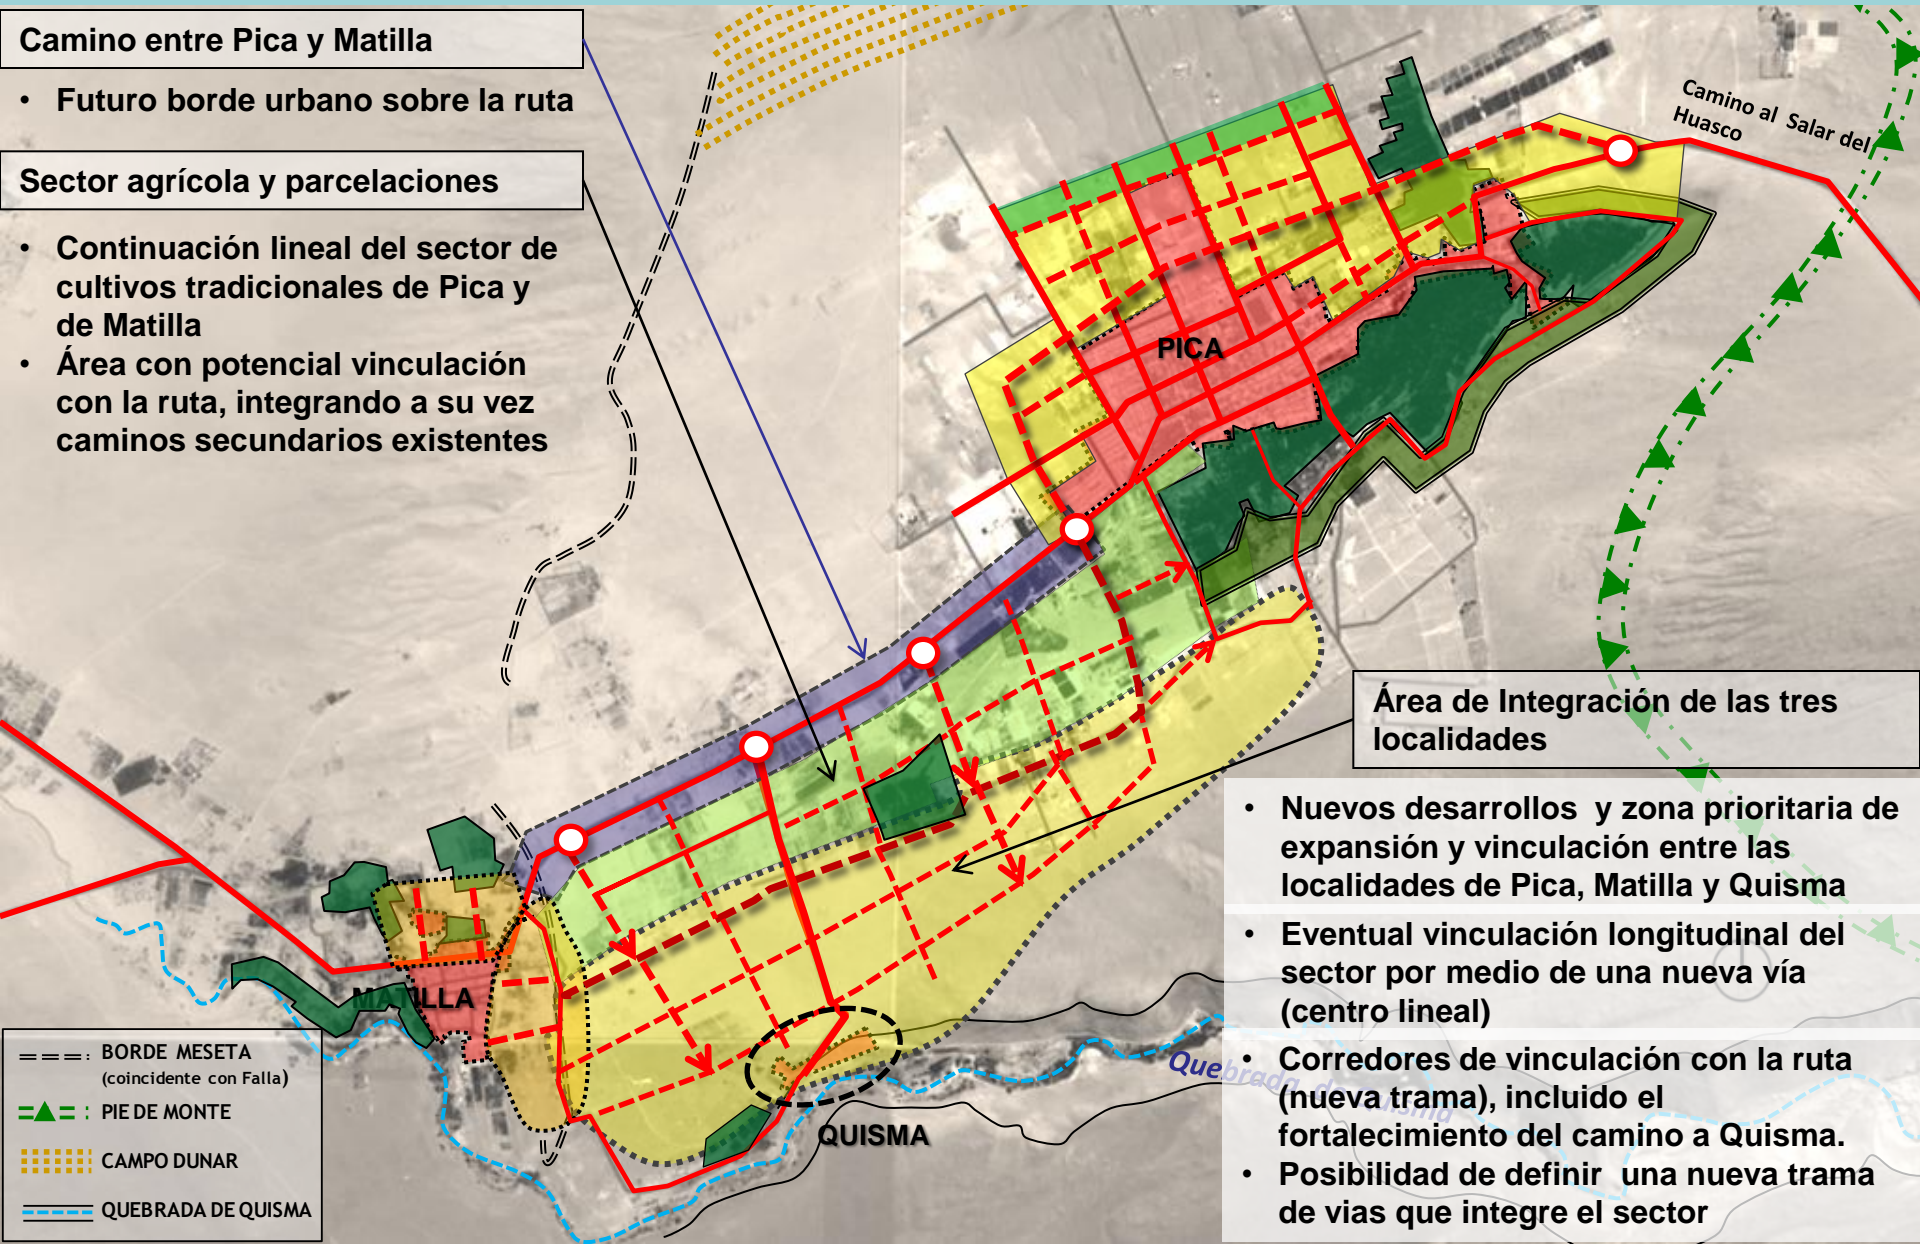 Camino entre Pica y Matilla
• Futuro borde urbano sobre la ruta
Sector agrícola y parcelaciones
• Continuación lineal del sector de
cultivos tradicionales de Pica y
de Matilla
• Área con potencial vinculación
con la ruta, integrando a su vez
caminos secundarios existentes
Camino al Salar del
Huasco
PICA
Área de Integración de las tres
localidades
• Nuevos desarrollos y zona prioritaria de
expansión y vinculación entre las
localidades de Pica, Matilla y Quisma
• Eventual vinculación longitudinal del
sector por medio de una nueva vía
(centro lineal)
• Corredores de vinculación con la ruta
(nueva trama), incluido el
fortalecimiento del camino a Quisma.
• Posibilidad de definir una nueva trama
de vias que integre el sector
Quebrada de Quisma
MATILLA
QUISMA
BORDE MESETA
(coincidente con Falla)
PIE DE MONTE
CAMPO DUNAR
QUEBRADA DE QUISMA